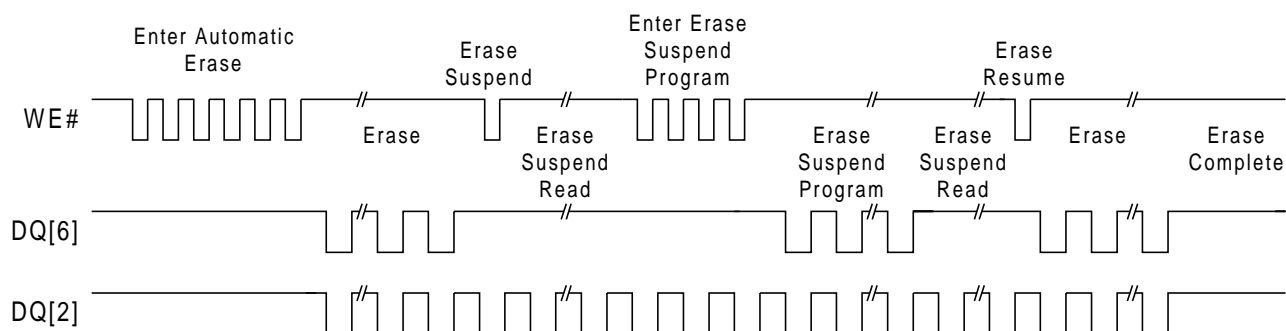 Enter Automatic
Erase
Erase
Suspend
Enter Erase
Suspend
Program
Erase
Resume
WE#
Erase
Erase
Suspend
Read
Erase
Suspend
Program
Erase
Suspend
Read
Erase
Erase
Complete
DQ[6]
DQ[2]